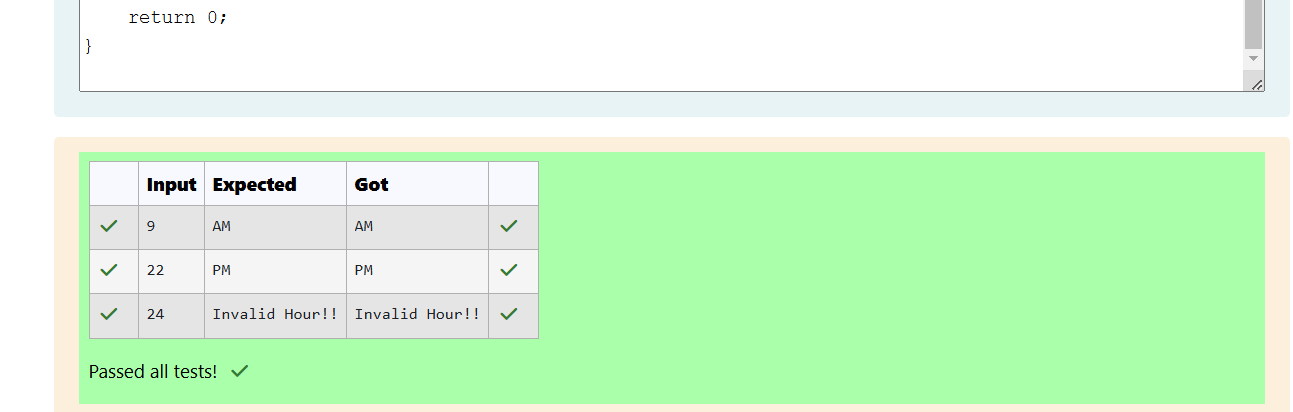 return 0;
}
Input Expected Got
9 AM AM
22 PM PM
24 Invalid Hour!! Invalid Hour!!
Passed all tests!